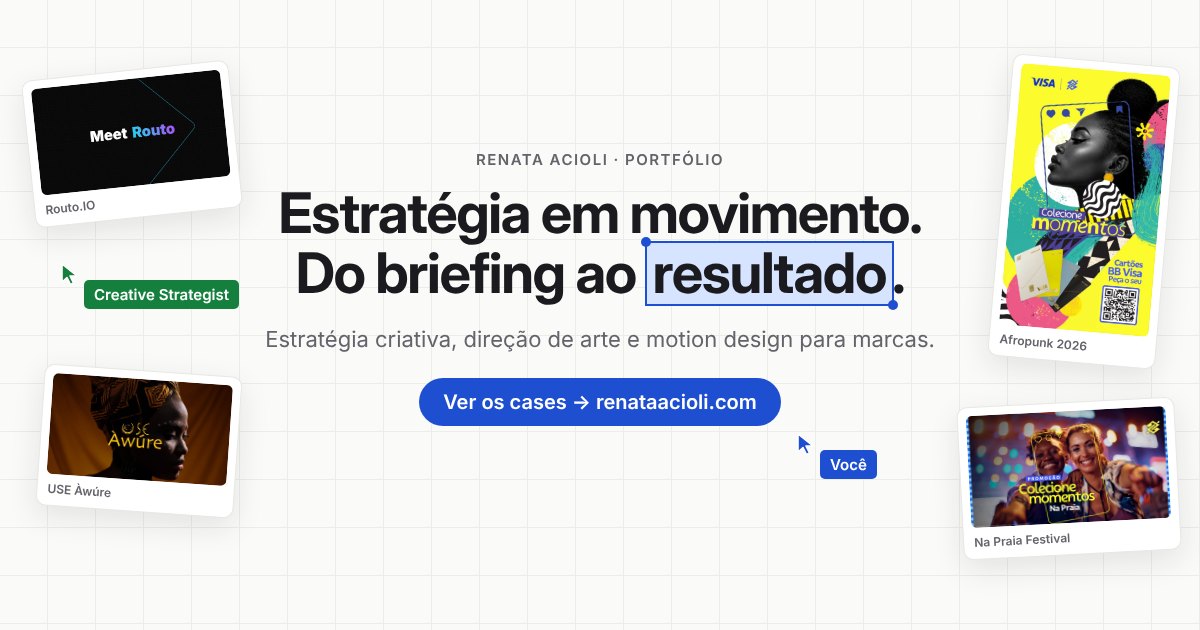 RENATA ACIOLI · PORTFÓLIO
Estratégia em movimento.
Do briefing ao resultado.
Estratégia criativa, direção de arte e motion design para marcas.
Ver os cases → renataacioli.com
Meet Routo
Routo.IO
Creative Strategist
USE
Àwúre
USE Àwúre
Você
VISA
Colecione
momentos
Cartões
BB Visa
Peça o seu
Afropunk 2026
PROMOÇÃO
Colecione
momentos
Na Praia
Na Praia Festival